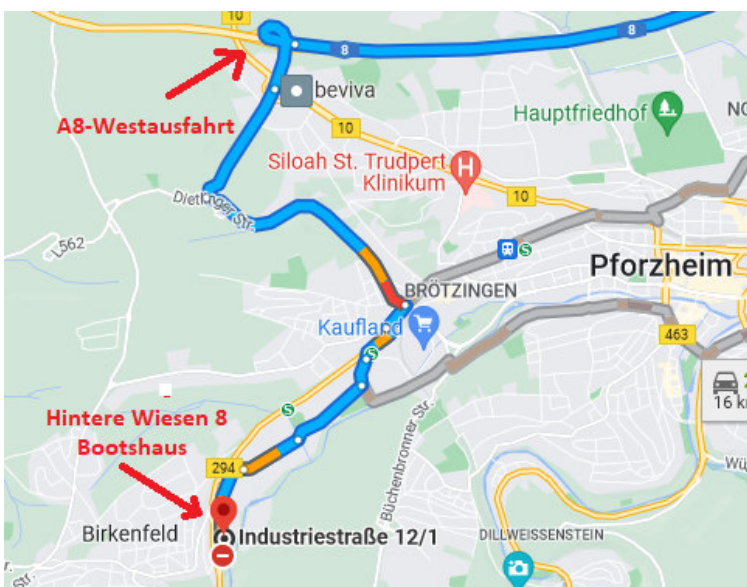 10
8
8
beviva
A8-Westausfahrt
Hauptfriedhof
10
Siloah St. Trudpert
Klinikum
H
10
Dietlinger Str.
L562
S
Pforzheim
BRÖTZINGEN
Kaufland
463
S
16 k
Hintere Wiesen 8
Bootshaus
S
Büchenbronner Str.
294
Birkenfeld
Industriestraße 12/1
DILLWEISSENSTEIN